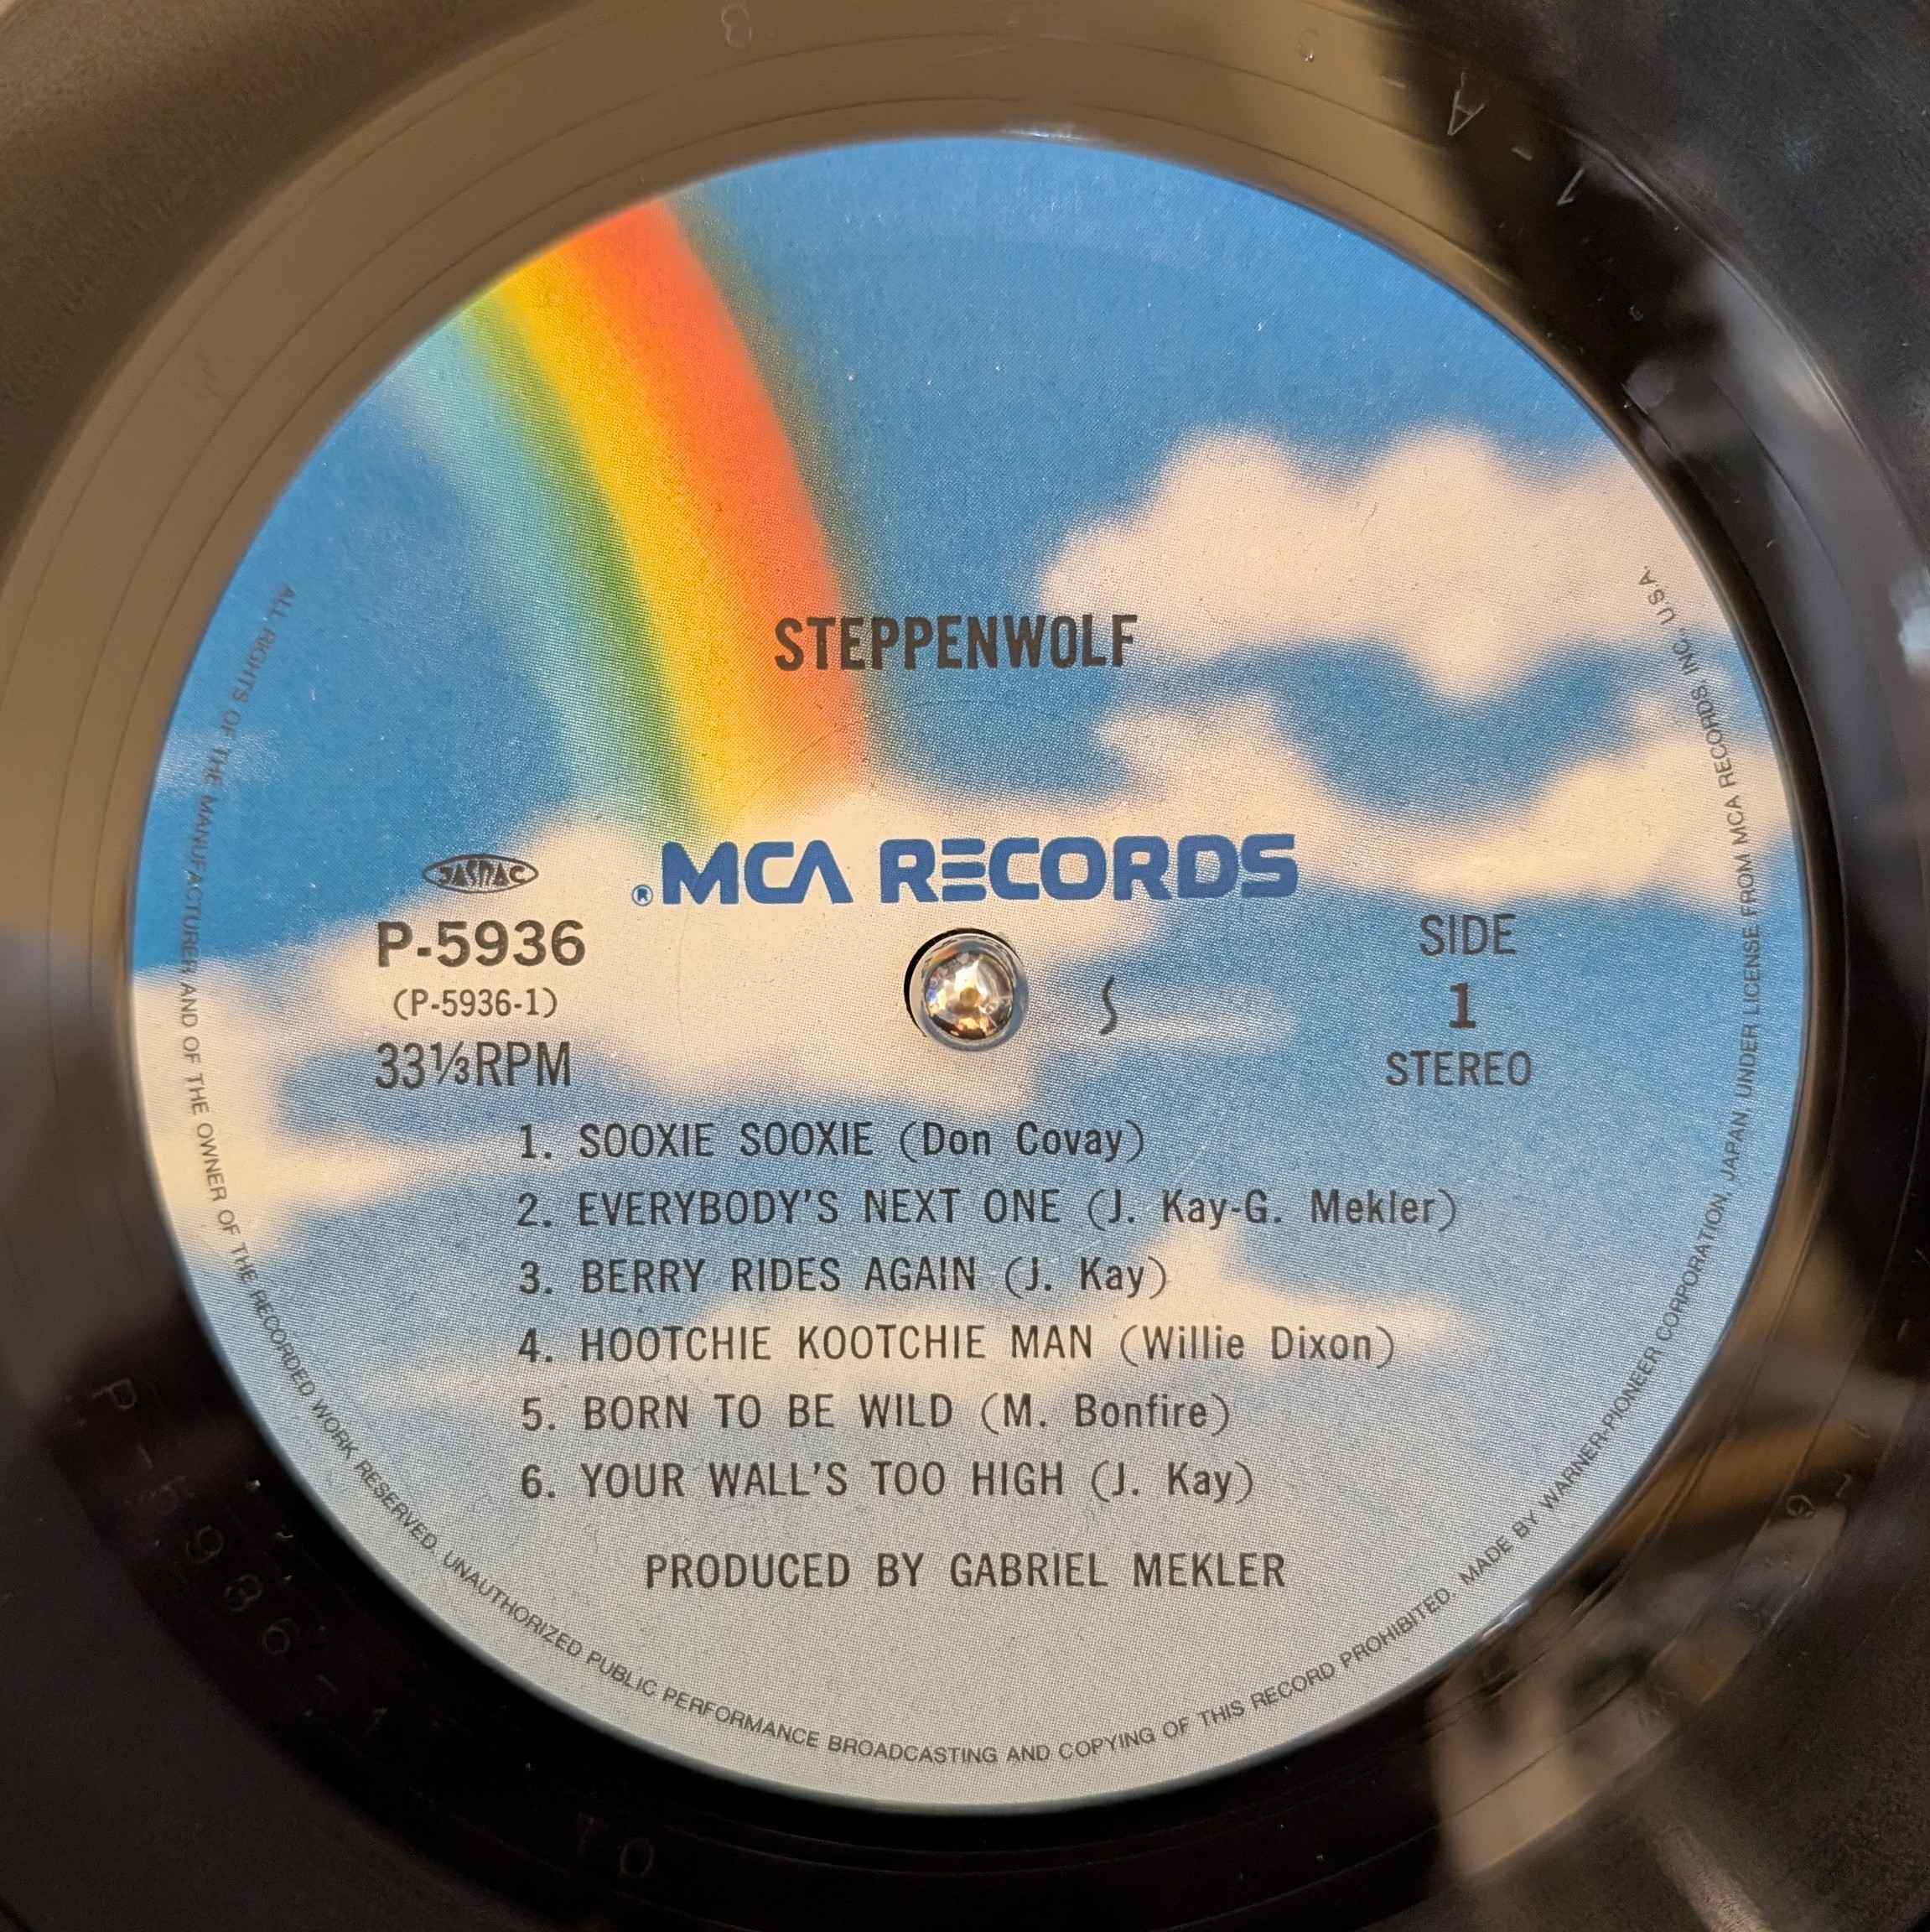 STEPPENWOLF
® MCA RECORDS
JASRAC
P-5936
(P-5936-1)
33⅓RPM
SIDE
1
STEREO
1. SOOXIE SOOXIE (Don Covay)
2. EVERYBODY'S NEXT ONE (J. Kay-G. Mekler)
3. BERRY RIDES AGAIN (J. Kay)
4. HOOTCHIE KOOTCHIE MAN (Willie Dixon)
5. BORN TO BE WILD (M. Bonfire)
6. YOUR WALL'S TOO HIGH (J. Kay)
PRODUCED BY GABRIEL MEKLER
ALL RIGHTS OF THE MANUFACTURER AND OF THE OWNER OF THE RECORDED WORK RESERVED. UNAUTHORIZED PUBLIC PERFORMANCE BROADCASTING AND COPYING OF THIS RECORD PROHIBITED. MADE BY WARNER-PIONEER CORPORATION, JAPAN. UNDER LICENSE FROM MCA RECORDS, INC., U.S.A.
P-5936-1
TO